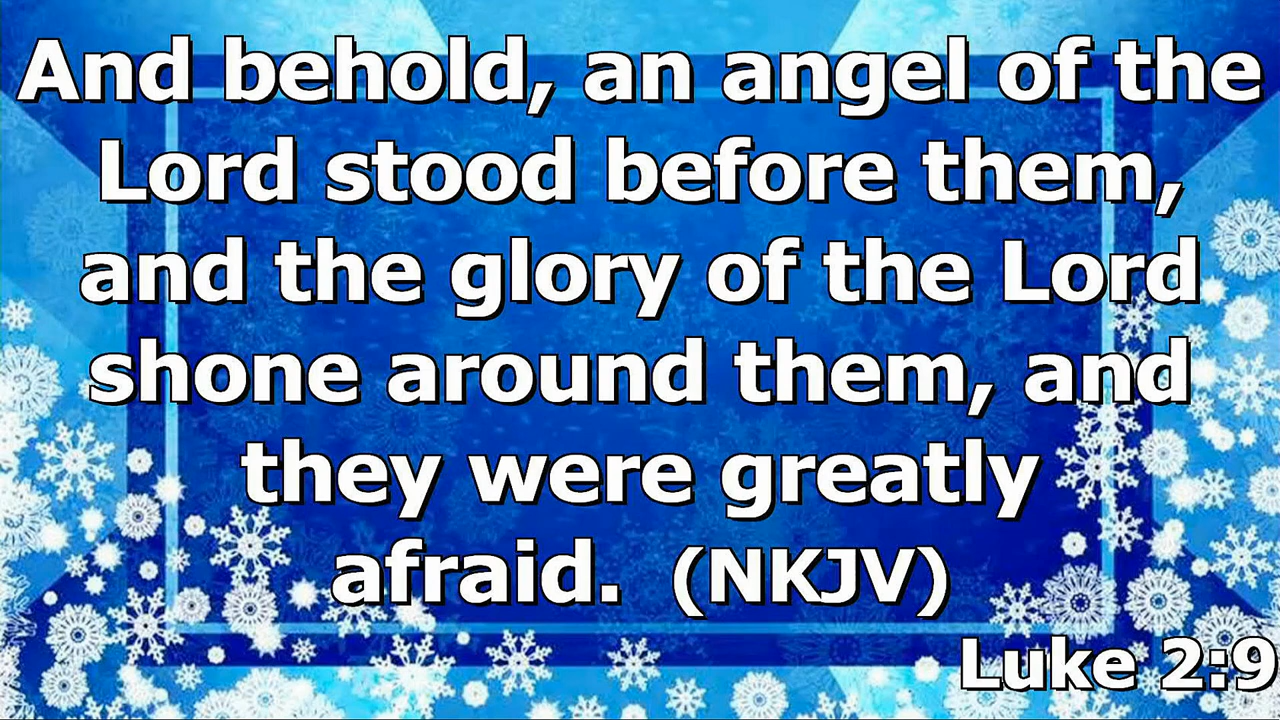 And behold, an angel of the
Lord stood before them,
and the glory of the Lord
shone around them, and
they were greatly
afraid.  (NKJV)
Luke 2:9